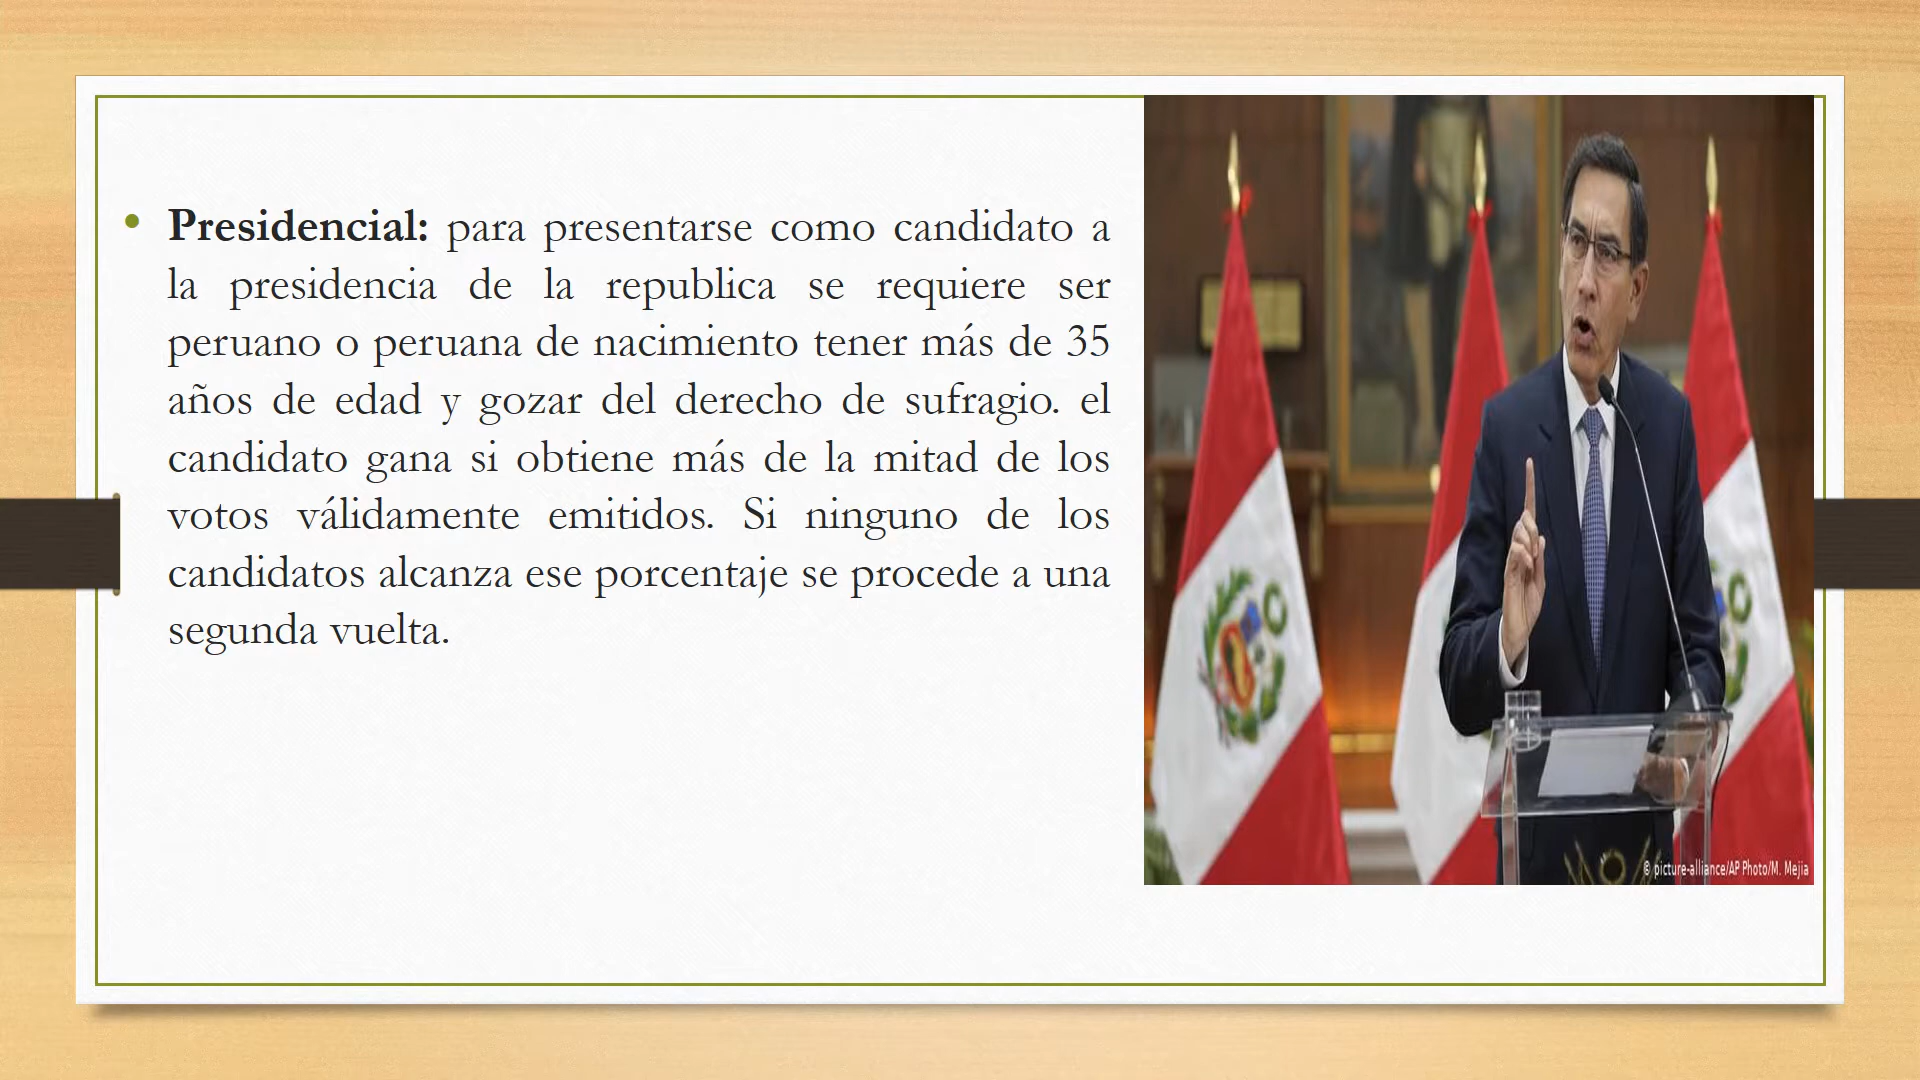 • Presidencial: para presentarse como candidato a
la presidencia de la republica se requiere ser
peruano o peruana de nacimiento tener más de 35
años de edad y gozar del derecho de sufragio. el
candidato gana si obtiene más de la mitad de los
votos válidamente emitidos. Si ninguno de los
candidatos alcanza ese porcentaje se procede a una
segunda vuelta.
© picture-alliance/AP Photo/M. Mejia